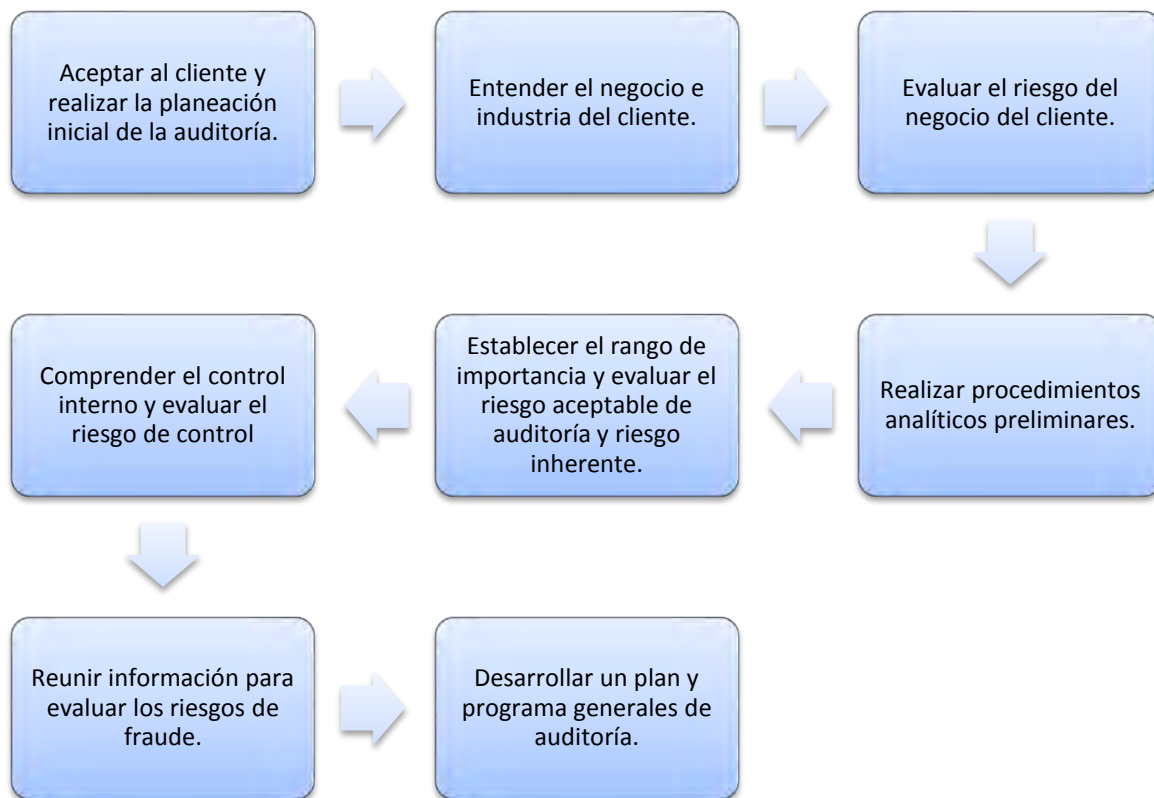 Aceptar al cliente y
realizar la planeación
inicial de la auditoría.
Entender el negocio e
industria del cliente.
Evaluar el riesgo del
negocio del cliente.
Realizar procedimientos
analíticos preliminares.
Establecer el rango de
importancia y evaluar el
riesgo aceptable de
auditoría y riesgo
inherente.
Comprender el control
interno y evaluar el
riesgo de control
Reunir información para
evaluar los riesgos de
fraude.
Desarrollar un plan y
programa generales de
auditoría.